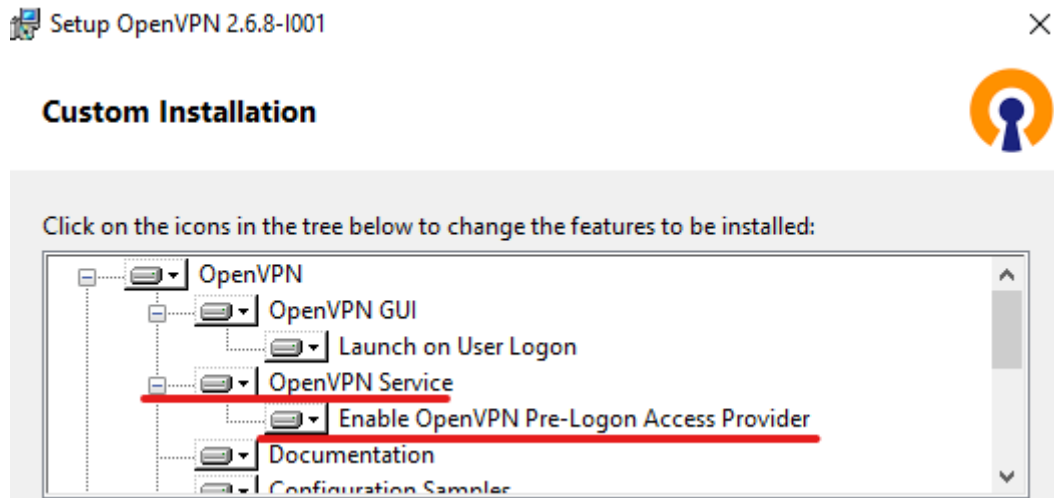 Setup OpenVPN 2.6.8-I001
Custom Installation
Click on the icons in the tree below to change the features to be installed:
OpenVPN
OpenVPN GUI
Launch on User Logon
OpenVPN Service
Enable OpenVPN Pre-Logon Access Provider
Documentation
Configuration Samples